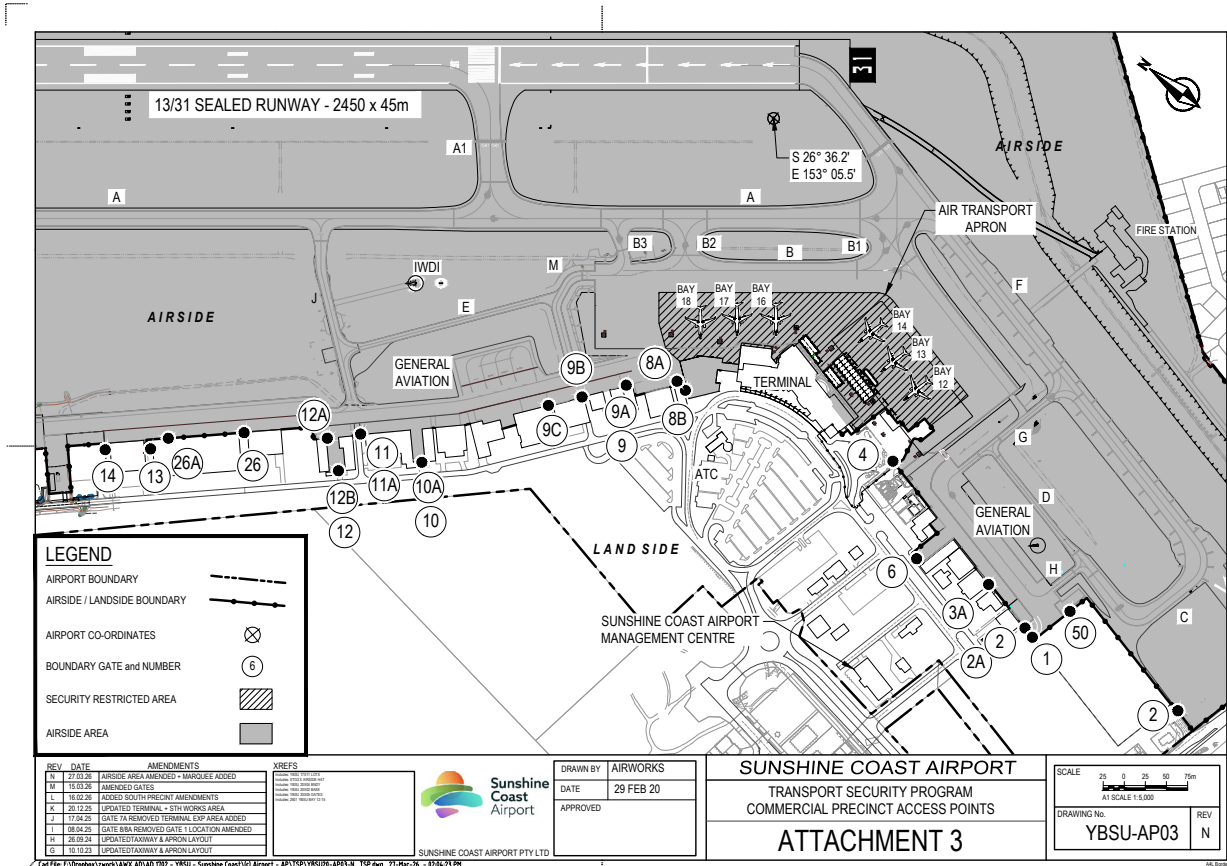 31
13/31 SEALED RUNWAY - 2450 x 45m
N
A1
S 26° 36.2'
E 153° 05.5'
AIRSIDE
A
A
AIR TRANSPORT
APRON
FIRE STATION
B3
B2
B
B1
M
IWDI
F
J
E
AIRSIDE
BAY
18
BAY
17
BAY
16
BAY
14
BAY
13
BAY
12
GENERAL
AVIATION
9B
8A
TERMINAL
12A
9C
9A
8B
9
G
14
13
26A
26
11
11A
10A
10
12B
12
ATC
4
D
GENERAL
AVIATION
LAND SIDE
6
H
3A
50
C
2
1
2A
2
SUNSHINE COAST AIRPORT
MANAGEMENT CENTRE
LEGEND
AIRPORT BOUNDARY
AIRSIDE / LANDSIDE BOUNDARY
AIRPORT CO-ORDINATES
BOUNDARY GATE and NUMBER
6
SECURITY RESTRICTED AREA
AIRSIDE AREA
REV DATE AMENDMENTS
N 27.03.26 AIRSIDE AREA AMENDED + MARQUEE ADDED
M 15.03.26 AMENDED GATES
L 16.02.26 ADDED SOUTH PRECINT AMENDMENTS
K 20.12.25 UPDATED TERMINAL + STH WORKS AREA
J 17.04.25 GATE 7A REMOVED TERMINAL EXP AREA ADDED
I 08.04.25 GATE 8/8A REMOVED GATE 1 LOCATION AMENDED
H 26.09.24 UPDATEDTAXIWAY & APRON LAYOUT
G 10.10.23 UPDATEDTAXIWAY & APRON LAYOUT
XREFS
Sunshine
Coast
Airport
SUNSHINE COAST AIRPORT PTY LTD
DRAWN BY AIRWORKS
DATE 29 FEB 20
APPROVED
SUNSHINE COAST AIRPORT
TRANSPORT SECURITY PROGRAM
COMMERCIAL PRECINCT ACCESS POINTS
ATTACHMENT 3
SCALE
25 0 25 50 75m
A1 SCALE 1:5,000
DRAWING No.
YBSU-AP03
REV
N